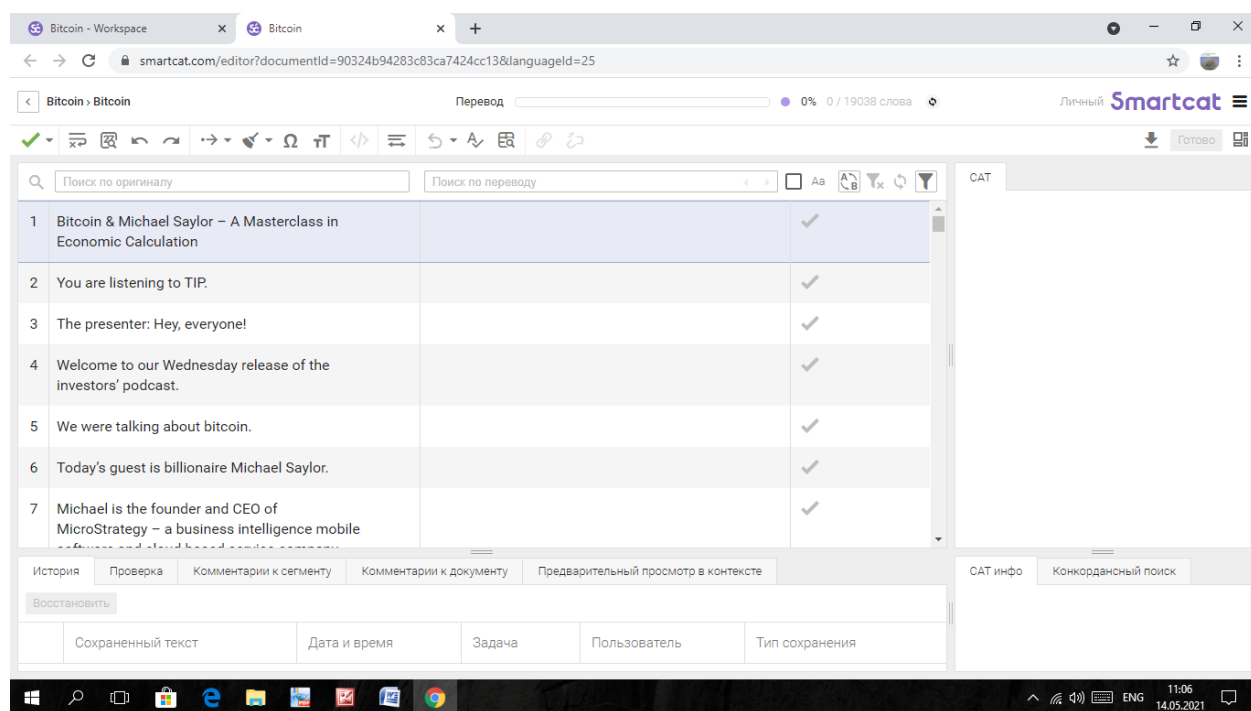 Bitcoin - Workspace
Bitcoin
smartcat.com/editor?documentId=90324b94283c83ca7424cc13&languageId=25
Bitcoin › Bitcoin
Перевод
0% 0 / 19038 слова
Личный Smartcat
Готово
Поиск по оригиналу
Поиск по переводу
Aa
CAT
1 Bitcoin & Michael Saylor – A Masterclass in
Economic Calculation
2 You are listening to TIP.
3 The presenter: Hey, everyone!
4 Welcome to our Wednesday release of the
investors’ podcast.
5 We were talking about bitcoin.
6 Today’s guest is billionaire Michael Saylor.
7 Michael is the founder and CEO of
MicroStrategy – a business intelligence mobile
История
Проверка
Комментарии к сегменту
Комментарии к документу
Предварительный просмотр в контексте
CAT инфо
Конкордансный поиск
Восстановить
Сохраненный текст
Дата и время
Задача
Пользователь
Тип сохранения
ENG
11:06
14.05.2021